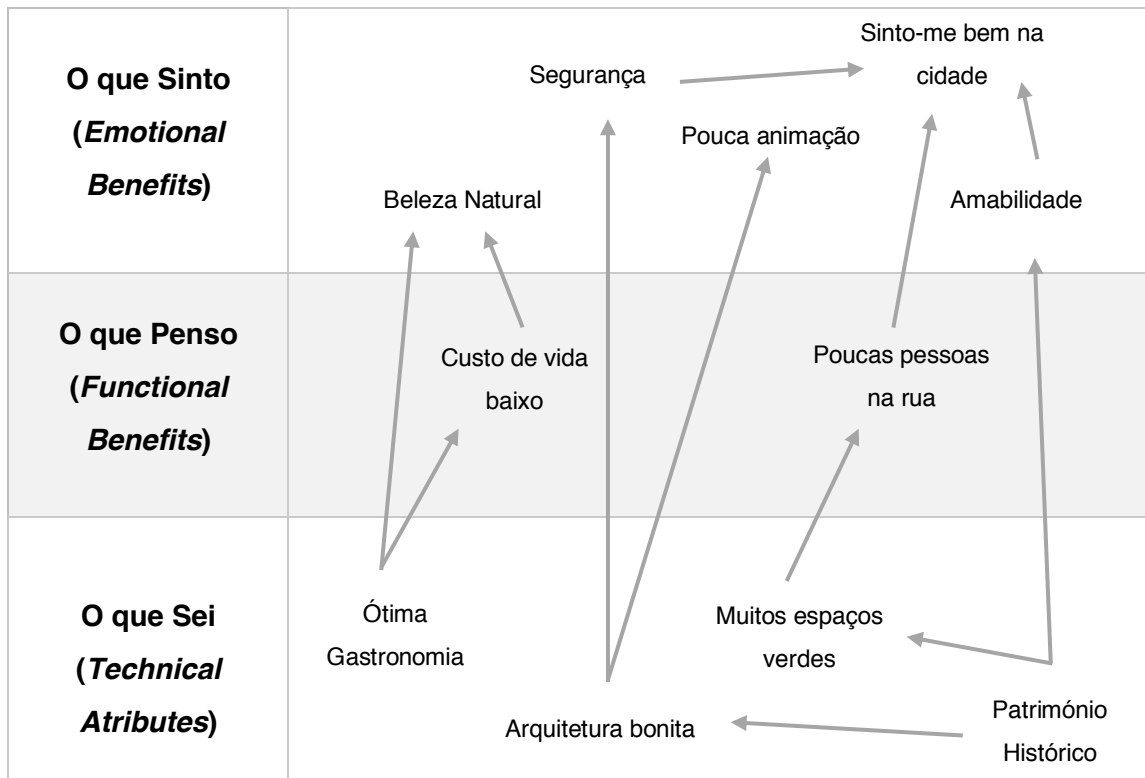 O que Sinto
(Emotional
Benefits)
Sinto-me bem na
cidade
Segurança
Pouca animação
Beleza Natural
Amabilidade
O que Penso
(Functional
Benefits)
Custo de vida
baixo
Poucas pessoas
na rua
O que Sei
(Technical
Atributes)
Ótima
Gastronomia
Muitos espaços
verdes
Arquitetura bonita
Património
Histórico